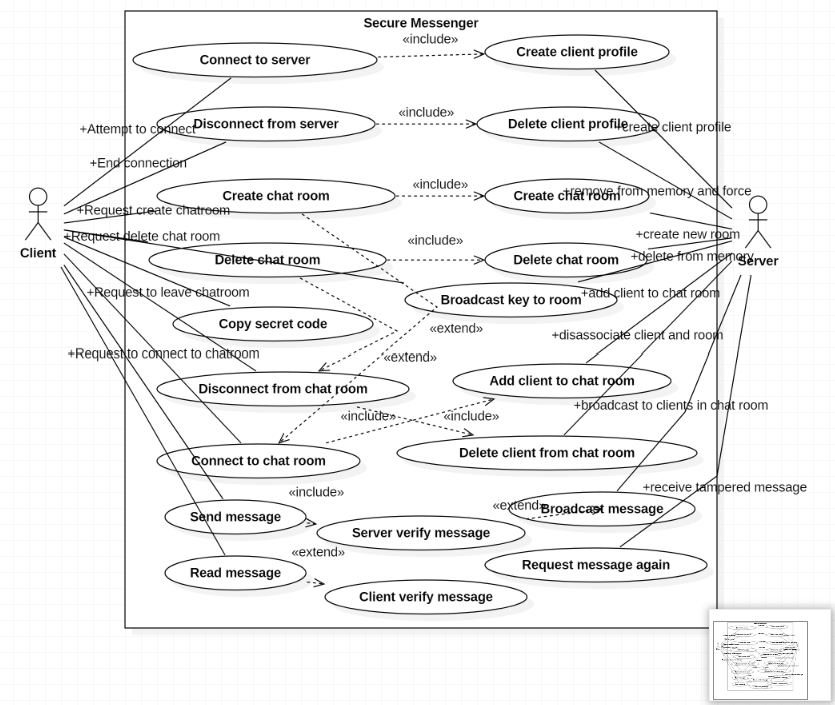 Secure Messenger
«include»
Connect to server
Create client profile
«include»
+Attempt to connect
Disconnect from server
Delete client profile
+create client profile
+End connection
«include»
Create chat room
Create chat room
+remove from memory and force
+Request create chatroom
+Request delete chat room
«include»
+create new room
Client
Delete chat room
Delete chat room
+delete from memory
Server
+Request to leave chatroom
Broadcast key to room
+add client to chat room
Copy secret code
«extend»
+disassociate client and room
+Request to connect to chatroom
«extend»
Disconnect from chat room
Add client to chat room
«include»
«include»
+broadcast to clients in chat room
Connect to chat room
Delete client from chat room
«include»
+receive tampered message
Send message
«extend»
Broadcast message
Server verify message
«extend»
Read message
Request message again
Client verify message